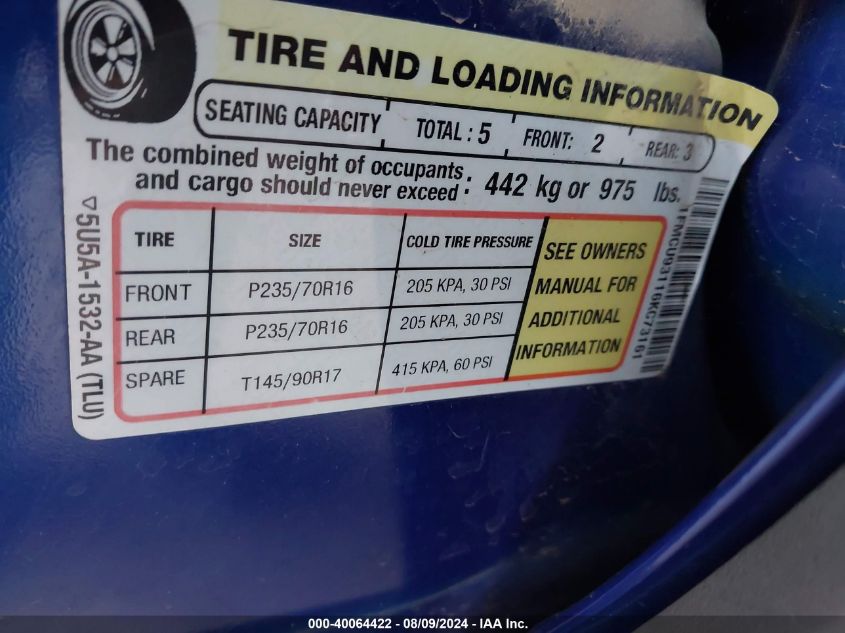 TIRE AND LOADING INFORMATION
SEATING CAPACITY TOTAL : 5 FRONT: 2 REAR: 3
The combined weight of occupants
and cargo should never exceed : 442 kg or 975 lbs.
TIRE SIZE COLD TIRE PRESSURE
FRONT P235/70R16 205 KPA, 30 PSI
REAR P235/70R16 205 KPA, 30 PSI
SPARE T145/90R17 415 KPA, 60 PSI
SEE OWNERS
MANUAL FOR
ADDITIONAL
INFORMATION
5U5A-1532-AA (TLU)
1FMCU93116KC73161
000-40064422 - 08/09/2024 - IAA Inc.